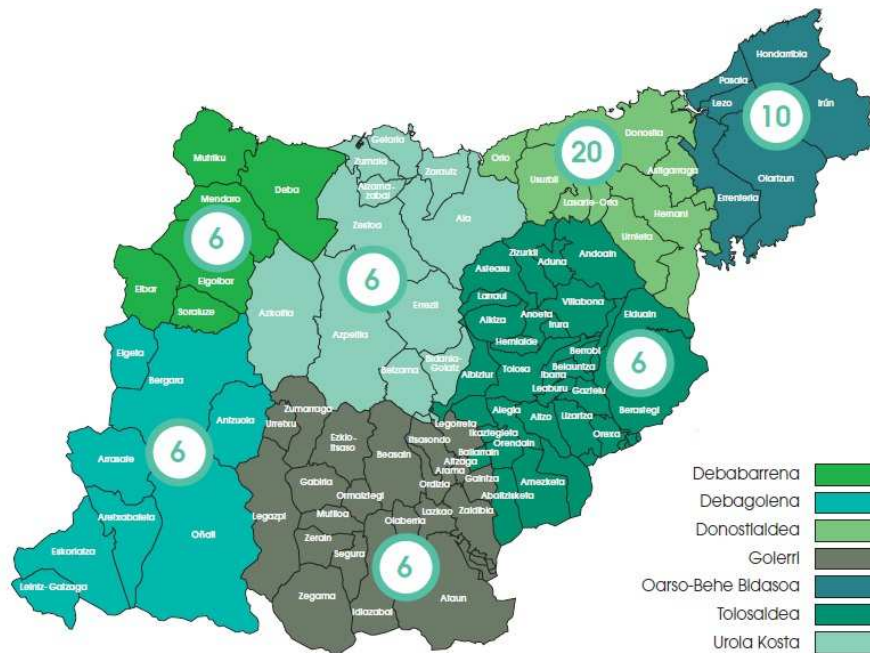 Hondarribia
Pasaia
Lezo
Irún
10
Oiartzun
Errenteria
Donostia
Orio
20
Usurbil
Astigarraga
Lasarte-Oria
Hernani
Urnieta
Mutriku
Deba
Mendaro
6
Elgoibar
Eibar
Soraluze
Getaria
Zumaia
Zarautz
Aizarna-
zabal
Zestoa
Aia
6
Azkoitia
Azpeitia
Errezil
Beizama
Bidania-
Goiatz
Zizurkil
Aduna
Andoain
Asteasu
Larraul
Villabona
Alkiza
Anoeta
Irura
Elduain
Hernialde
Berrobi
Albiztur
Tolosa
Belauntza
Ibarra
Gaztelu
Leaburu
6
Berastegi
Alegia
Altzo
Lizartza
Orexa
Legorreta
Ikaztegieta
Orendain
Baliarrain
Amezketa
Abaltzisketa
Elgeta
Bergara
Antzuola
Arrasate
6
Aretxabaleta
Oñati
Eskoriatza
Leintz-Gatzaga
Zumarraga
Urretxu
Ezkio-
Itsaso
Itsasondo
Beasain
Altzaga
Arama
Ordizia
Gaintza
Gabiria
Ormaiztegi
Legazpi
Mutiloa
Lazkao
Zaldibia
Olaberria
Zerain
Segura
6
Zegama
Idiazabal
Ataun
Debabarrena
Debagoiena
Donostialdea
Goierri
Oarso-Behe Bidasoa
Tolosaldea
Urola Kosta